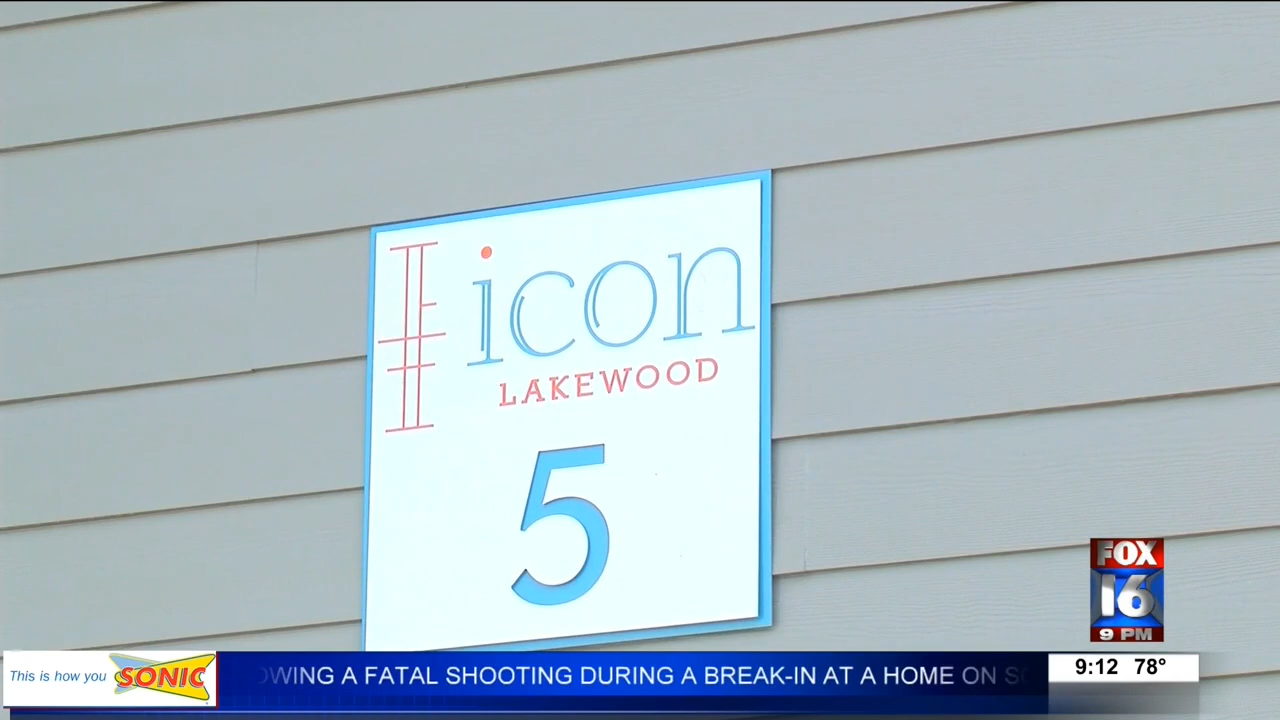 icon
LAKEWOOD
5
FOX
16
9 PM
This is how you SONIC
OWING A FATAL SHOOTING DURING A BREAK-IN AT A HOME ON
9:12 78°